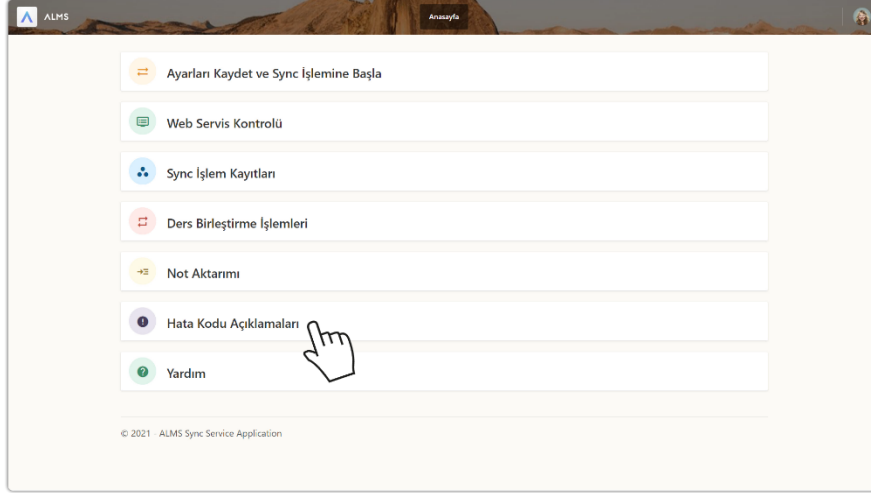 ALMS
Anasayfa
Ayarları Kaydet ve Sync İşlemine Başla
Web Servis Kontrolü
Sync İşlem Kayıtları
Ders Birleştirme İşlemleri
Not Aktarımı
Hata Kodu Açıklamaları
Yardım
© 2021 - ALMS Sync Service Application